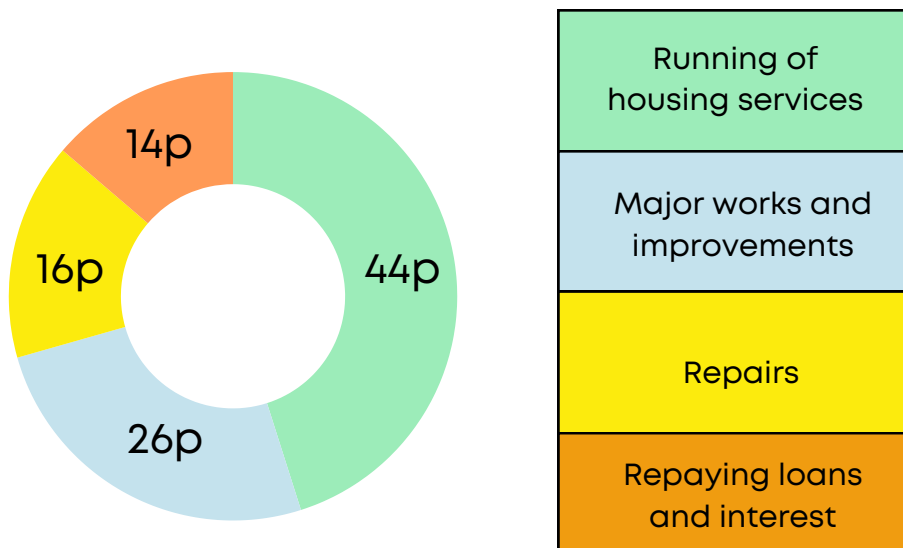 14p
16p
44p
26p
Running of
housing services
Major works and
improvements
Repairs
Repaying loans
and interest